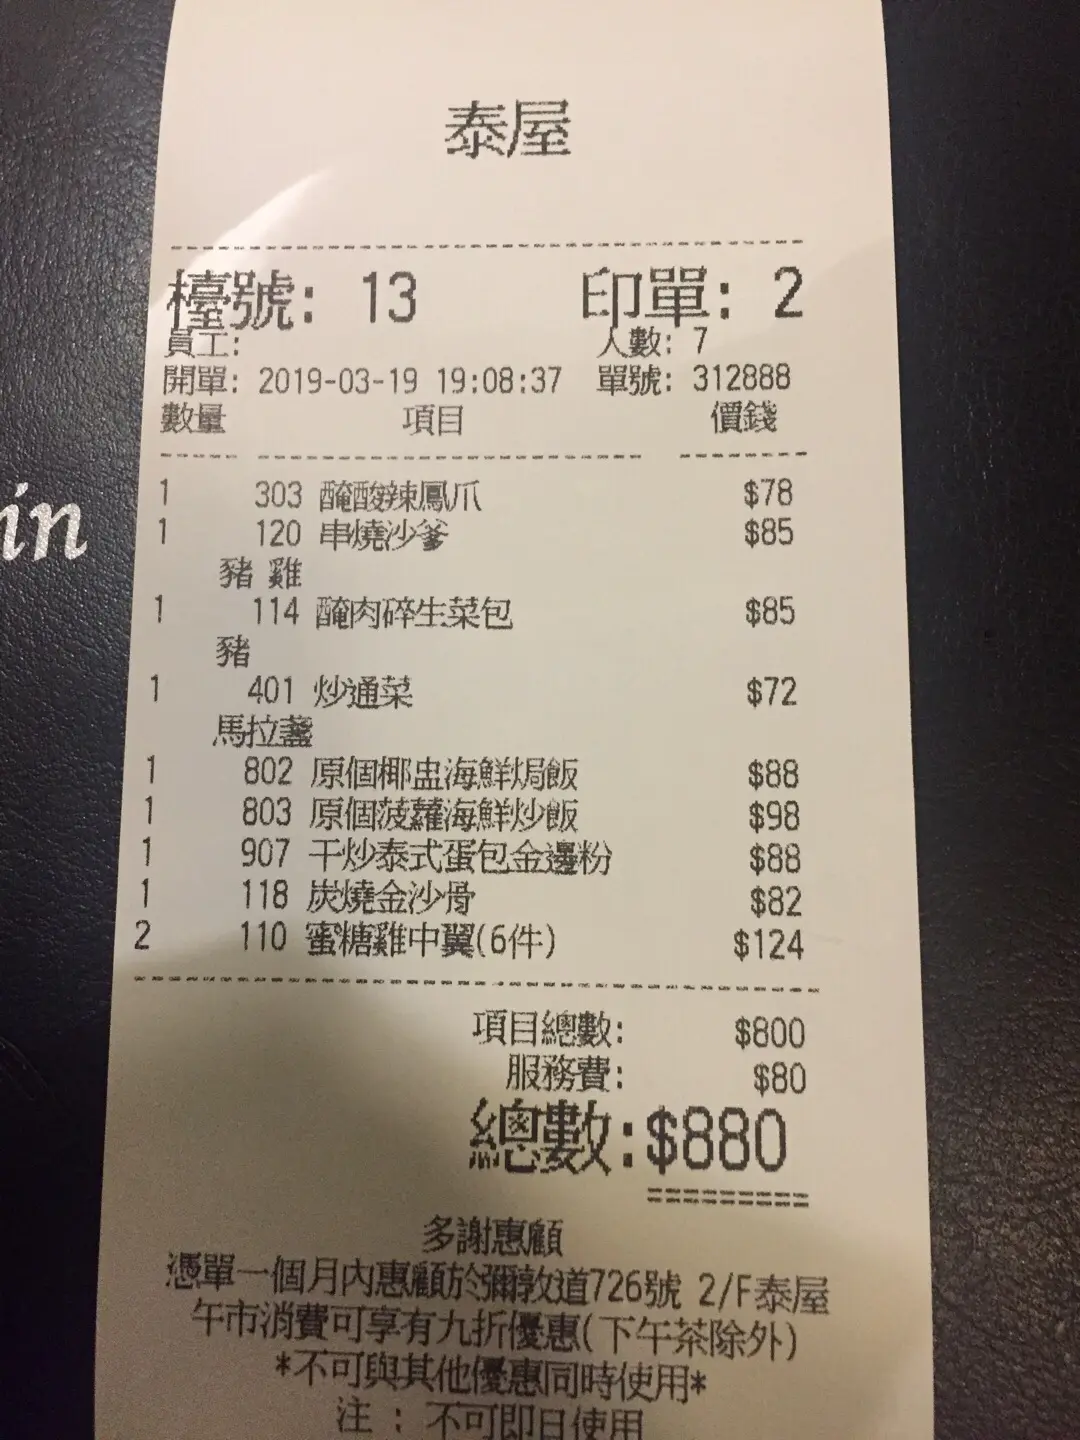 泰屋
檯號: 13 印單: 2
員工: 人數: 7
開單: 2019-03-19 19:08:37 單號: 312888
數量 項目 價錢
1 303 醃酸辣鳳爪 $78
1 120 串燒沙爹 $85
豬 雞
1 114 醃肉碎生菜包 $85
豬
1 401 炒通菜 $72
馬拉盞
1 802 原個椰盅海鮮焗飯 $88
1 803 原個菠蘿海鮮炒飯 $98
1 907 干炒泰式蛋包金邊粉 $88
1 118 炭燒金沙骨 $82
2 110 蜜糖雞中翼(6件) $124
項目總數: $800
服務費: $80
總數:$880
多謝惠顧
憑單一個月內惠顧於彌敦道726號 2/F泰屋
午市消費可享有九折優惠(下午茶除外)
*不可與其他優惠同時使用*
注 : 不可即日使用
in